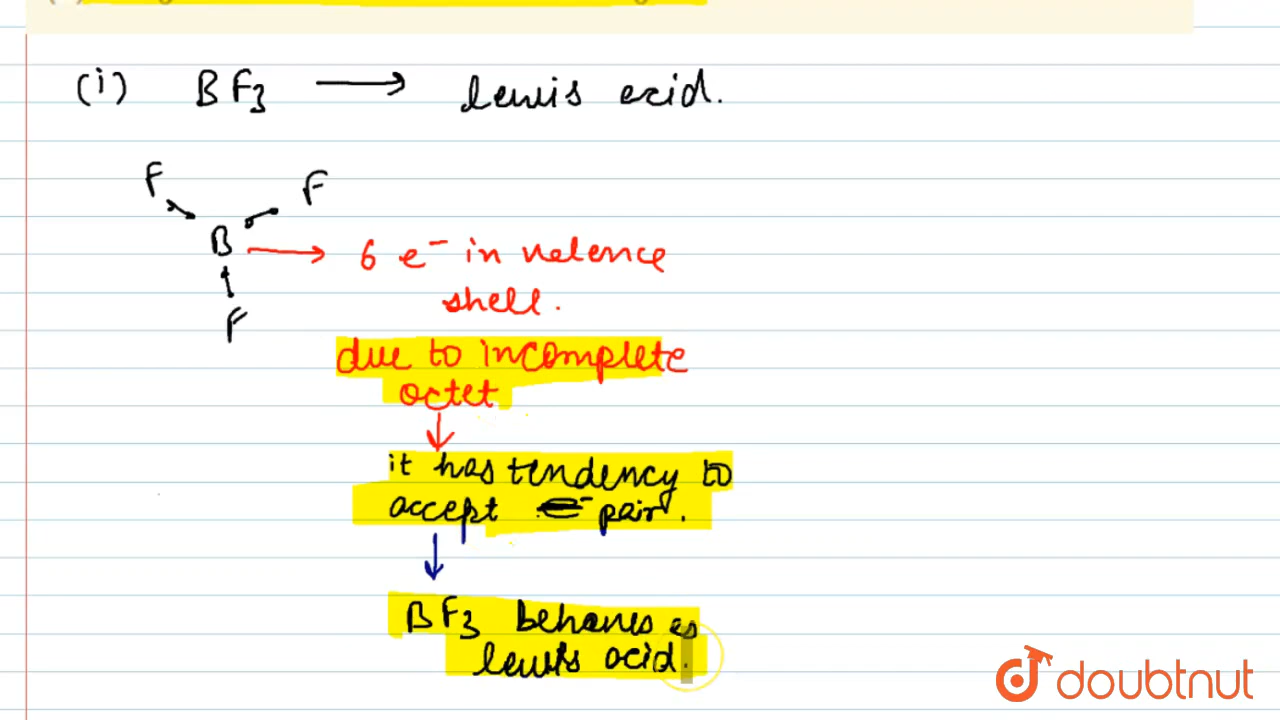 (i) BF3 → Lewis acid.
F
F
B → 6 e⁻ in valence
shell.
F
due to incomplete
octet
↓
it has tendency to
accept e⁻ pair.
↓
BF3 behaves as
lewis acid.
doubtnut